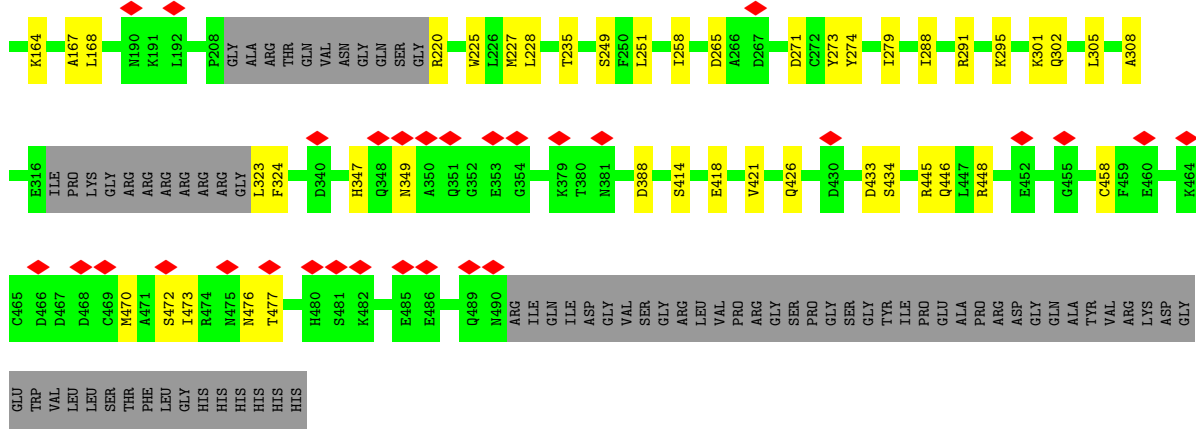 K164 A167 L168 N190 K191 L192 P208 GLY ALA ARG THR GLN VAL ASN GLY GLN SER GLY R220 W225 L226 M227 L228 T235 S249 F250 L251 I258 D265 A266 D267 D271 C272 Y273 Y274 I279 I288 R291 K295 K301 Q302 L305 A308
E316 ILE PRO LYS GLY ARG ARG ARG ARG ARG ARG GLY L323 F324 D340 H347 Q348 N349 A350 Q351 G352 E353 G354 K379 T380 N381 D388 S414 E418 V421 Q426 D430 D433 S434 R445 Q446 L447 R448 E452 G455 C458 F459 E460 K464
C465 D466 D467 D468 C469 M470 A471 S472 I473 R474 N475 N476 T477 H480 S481 K482 E485 E486 Q489 N490 ARG ILE GLN ILE ASP GLY VAL SER GLY ARG LEU VAL PRO ARG GLY SER PRO GLY SER GLY TYR ILE PRO GLU ALA PRO ARG ASP GLY GLN ALA TYR VAL ARG LYS ASP GLY
GLU TRP VAL LEU LEU SER THR PHE LEU GLY HIS HIS HIS HIS HIS HIS